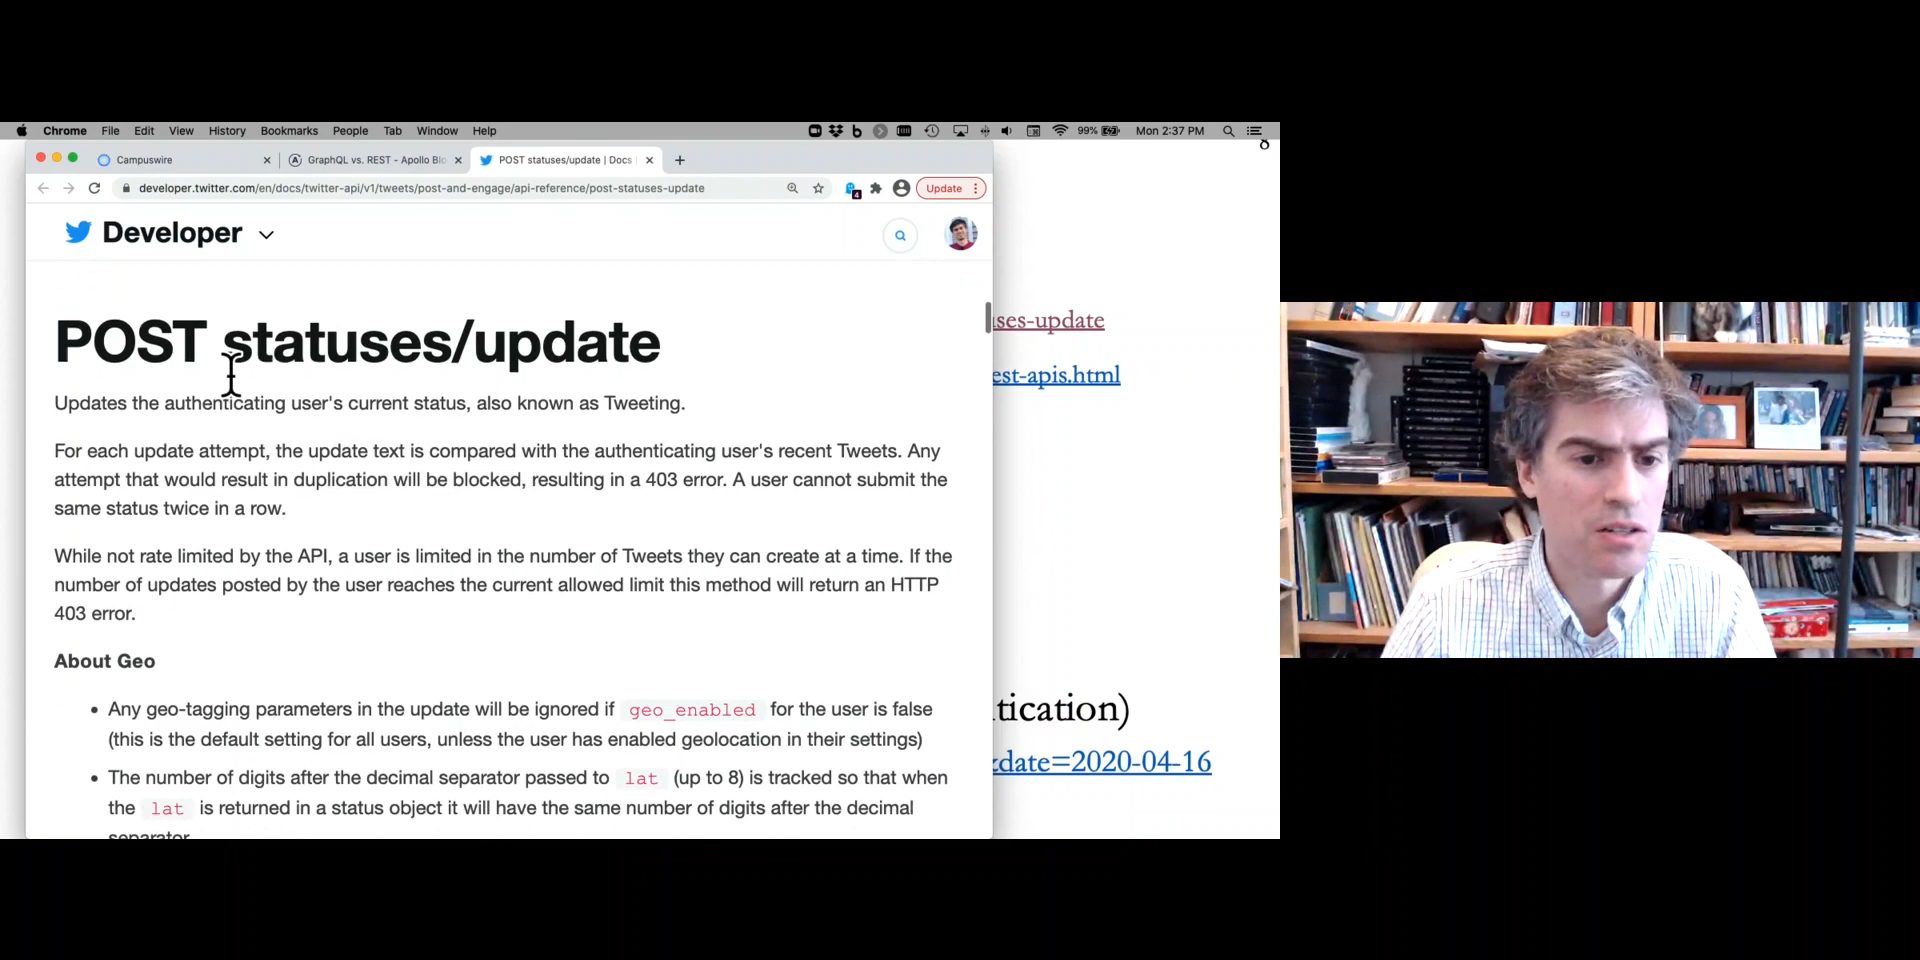 Chrome File Edit View History Bookmarks People Tab Window Help
99% Mon 2:37 PM
8
Campuswire
GraphQL vs. REST - Apollo Blo
POST statuses/update | Docs
developer.twitter.com/en/docs/twitter-api/v1/tweets/post-and-engage/api-reference/post-statuses-update
4
Update
Developer
POST statuses/update
Updates the authenticating user's current status, also known as Tweeting.
For each update attempt, the update text is compared with the authenticating user's recent Tweets. Any
attempt that would result in duplication will be blocked, resulting in a 403 error. A user cannot submit the
same status twice in a row.
While not rate limited by the API, a user is limited in the number of Tweets they can create at a time. If the
number of updates posted by the user reaches the current allowed limit this method will return an HTTP
403 error.
About Geo
• Any geo-tagging parameters in the update will be ignored if geo_enabled for the user is false
(this is the default setting for all users, unless the user has enabled geolocation in their settings)
• The number of digits after the decimal separator passed to lat (up to 8) is tracked so that when
the lat is returned in a status object it will have the same number of digits after the decimal
separator
uses-update
est-apis.html
tication)
date=2020-04-16